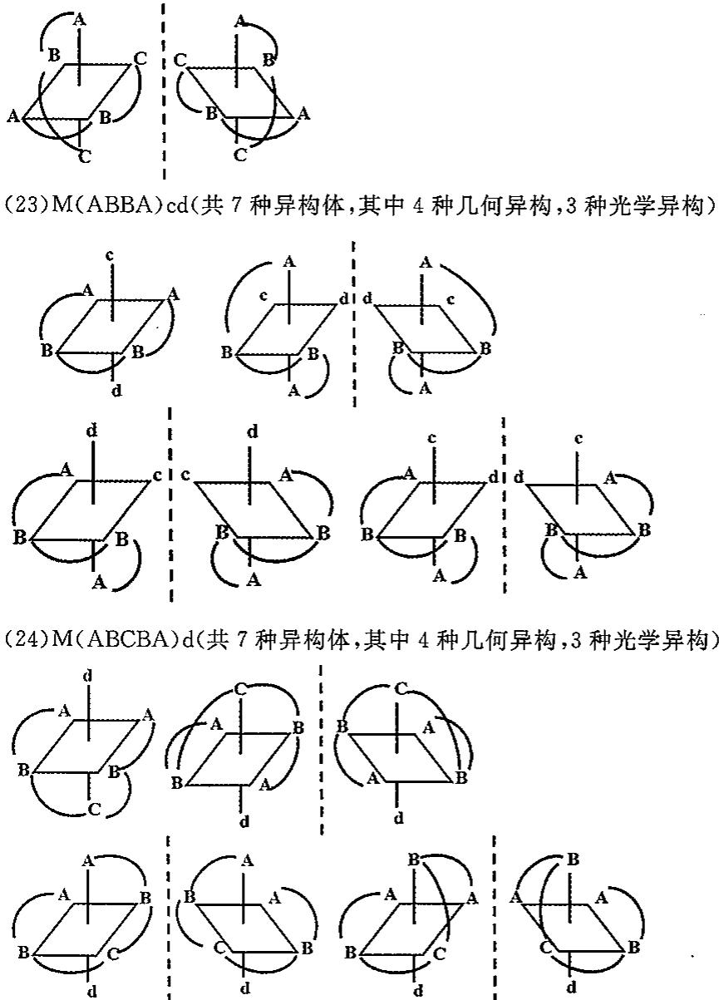 A A
B C C B
A B B A
C C
(23)M(ABBA)cd(共 7 种异构体,其中 4 种几何异构,3 种光学异构)
c A A
A A c d d c
B B B B B B
d A A
d d c c
A c c A A d d A
B B B B B B B B
A A A A
(24)M(ABCBA)d(共 7 种异构体,其中 4 种几何异构,3 种光学异构)
d C C
A A A B B A
B B B A A B
C d d
A A B B
A B B A A A A A
B C C B B C C B
d d d d